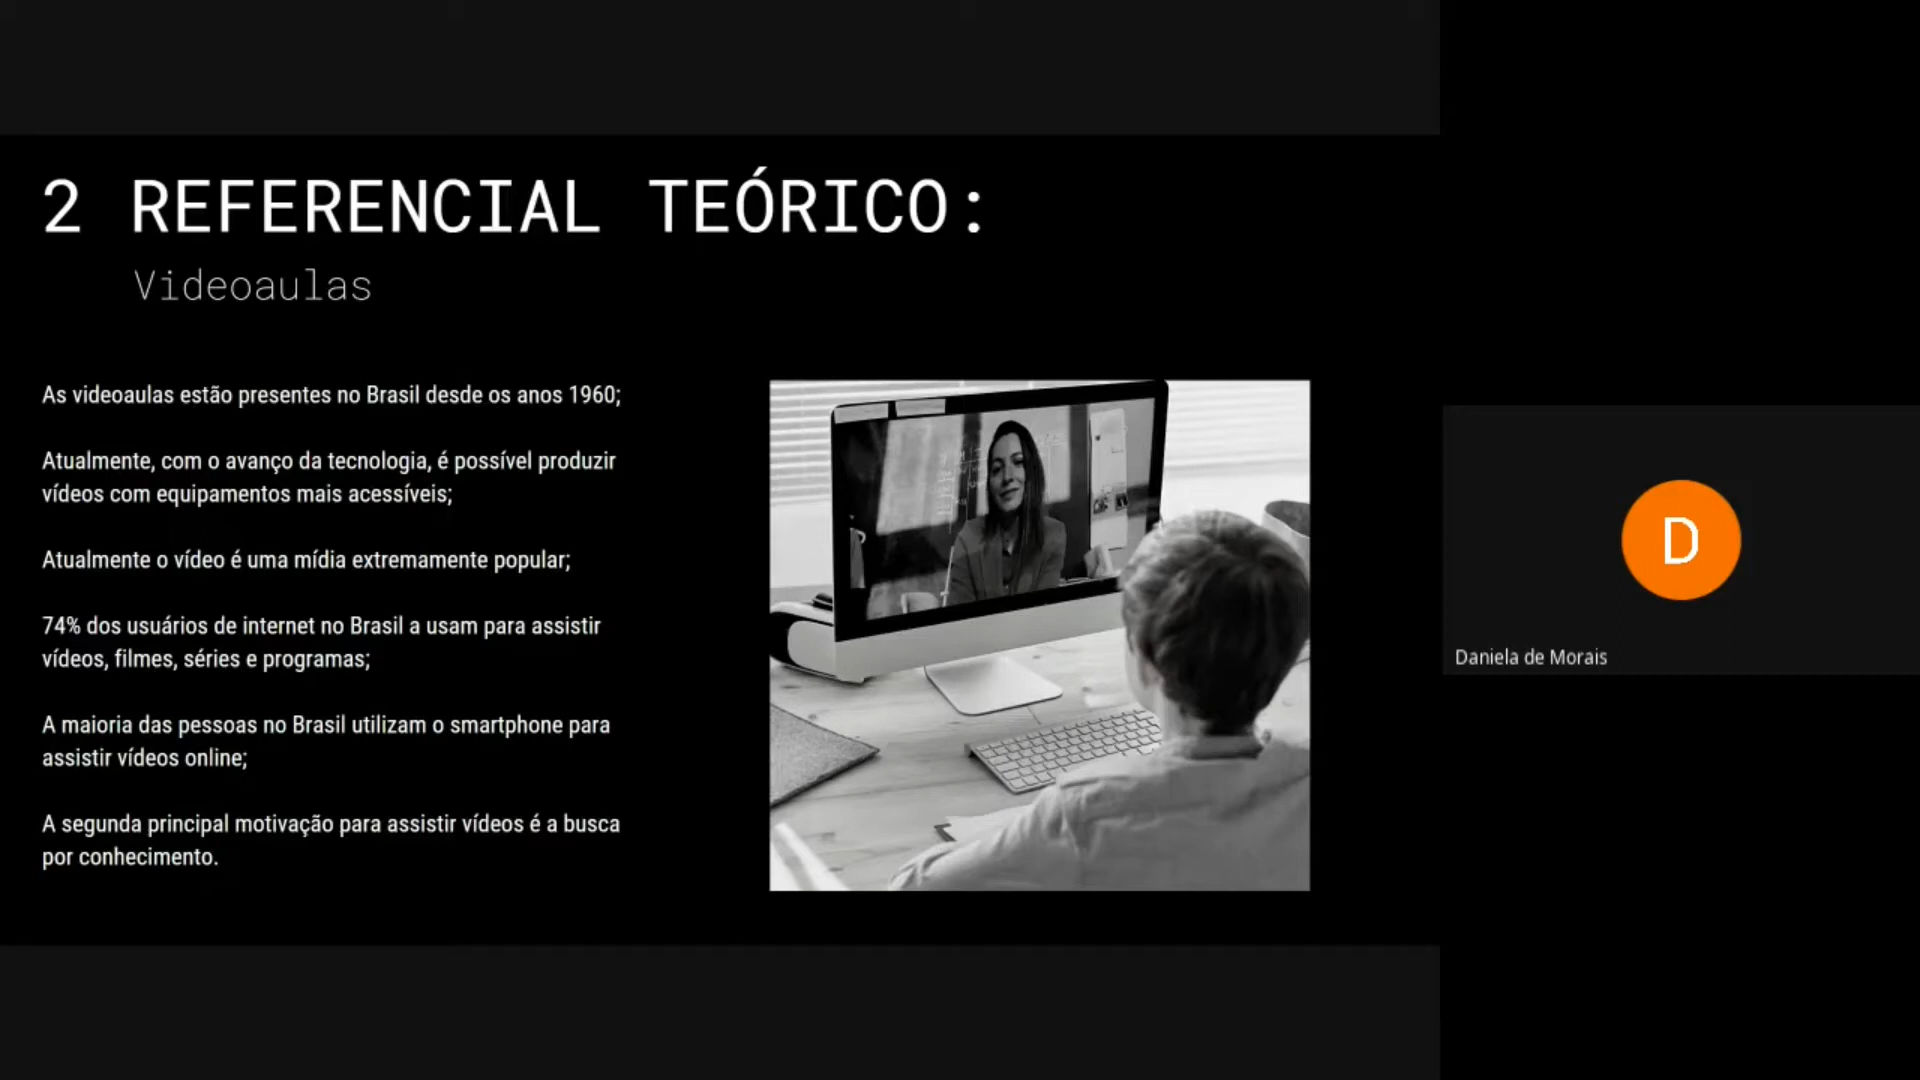 2 REFERENCIAL TEÓRICO:
Videoaulas
As videoaulas estão presentes no Brasil desde os anos 1960;
Atualmente, com o avanço da tecnologia, é possível produzir
vídeos com equipamentos mais acessíveis;
Atualmente o vídeo é uma mídia extremamente popular;
74% dos usuários de internet no Brasil a usam para assistir
vídeos, filmes, séries e programas;
A maioria das pessoas no Brasil utilizam o smartphone para
assistir vídeos online;
A segunda principal motivação para assistir vídeos é a busca
por conhecimento.
D
Daniela de Morais